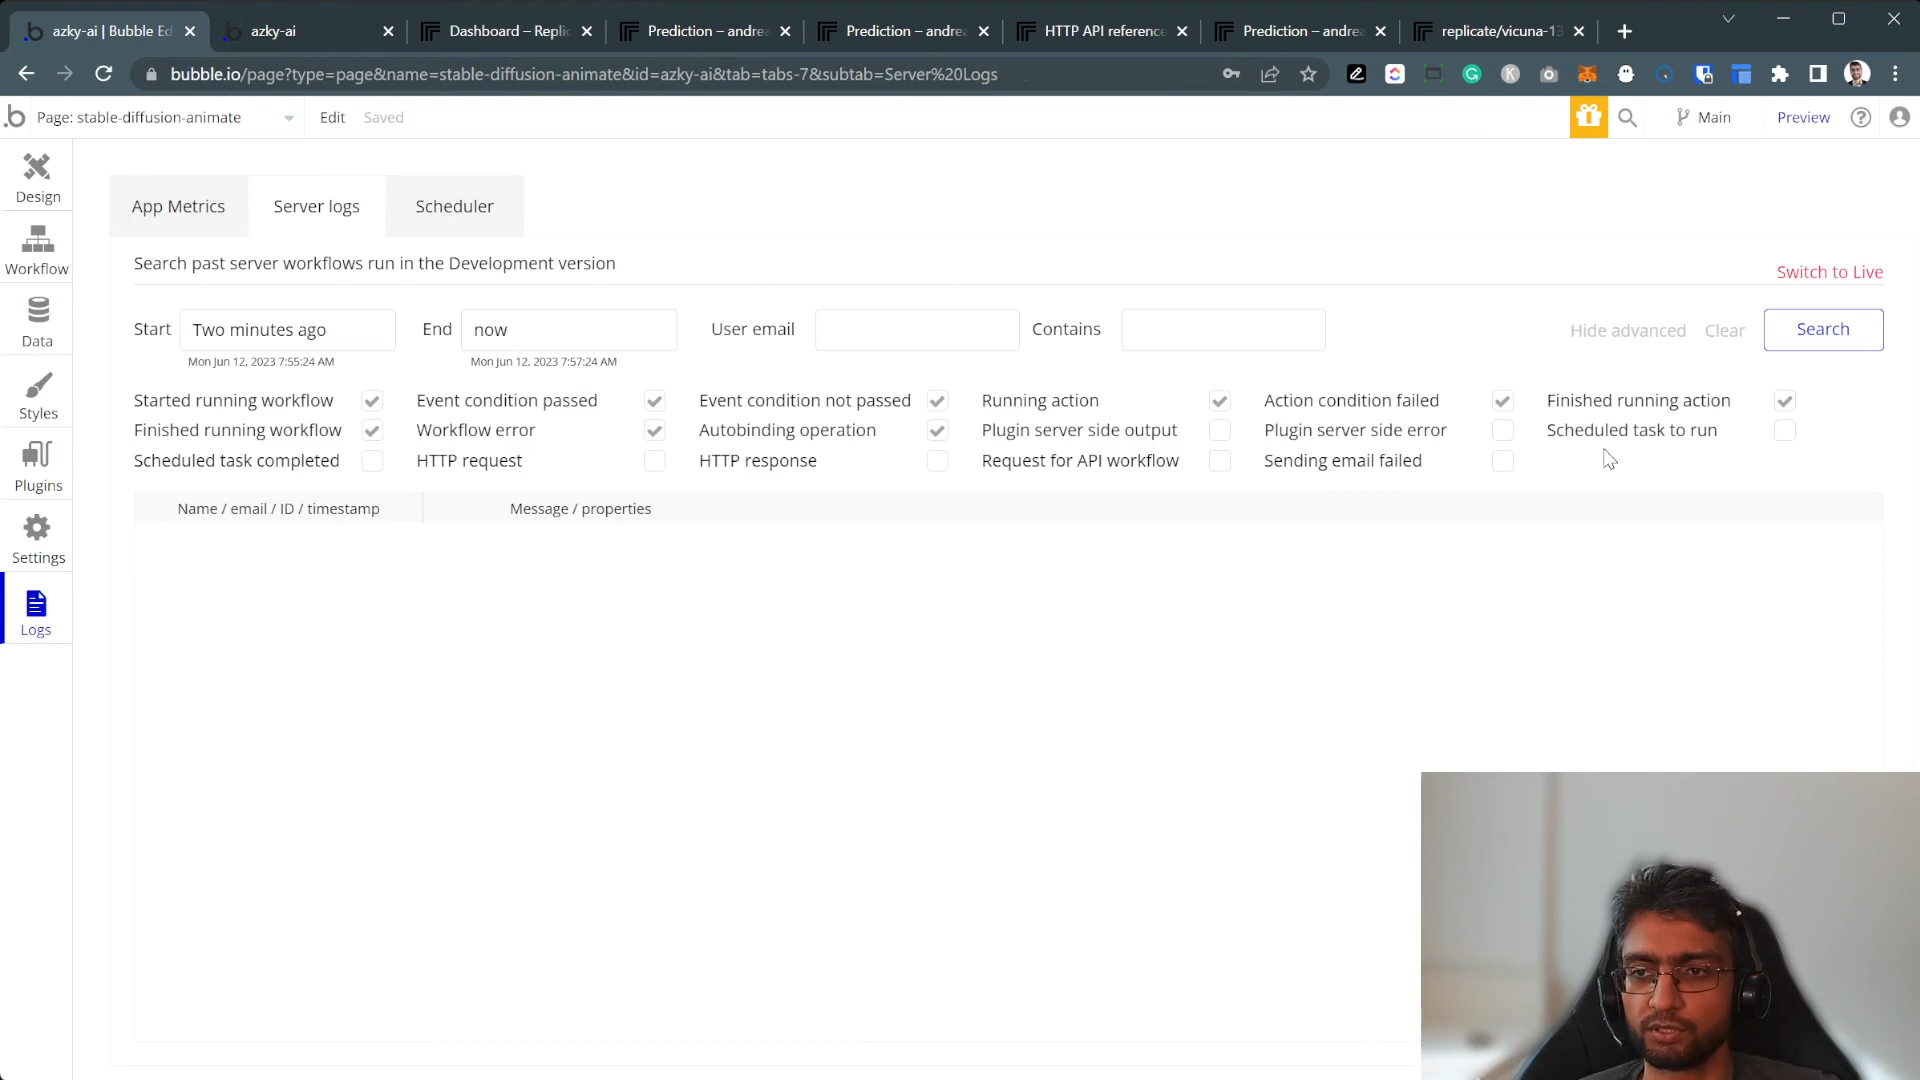 azky-ai | Bubble Ed
azky-ai
Dashboard – Replic
Prediction – andrea
Prediction – andrea
HTTP API reference
Prediction – andrea
replicate/vicuna-13
bubble.io/page?type=page&name=stable-diffusion-animate&id=azky-ai&tab=tabs-7&subtab=Server%20Logs
Page: stable-diffusion-animate
Edit
Saved
Main
Preview
Design
Workflow
Data
Styles
Plugins
Settings
Logs
App Metrics
Server logs
Scheduler
Search past server workflows run in the Development version
Switch to Live
Start
Two minutes ago
Mon Jun 12, 2023 7:55:24 AM
End
now
Mon Jun 12, 2023 7:57:24 AM
User email
Contains
Hide advanced
Clear
Search
Started running workflow
Event condition passed
Event condition not passed
Running action
Action condition failed
Finished running action
Finished running workflow
Workflow error
Autobinding operation
Plugin server side output
Plugin server side error
Scheduled task to run
Scheduled task completed
HTTP request
HTTP response
Request for API workflow
Sending email failed
Name / email / ID / timestamp
Message / properties